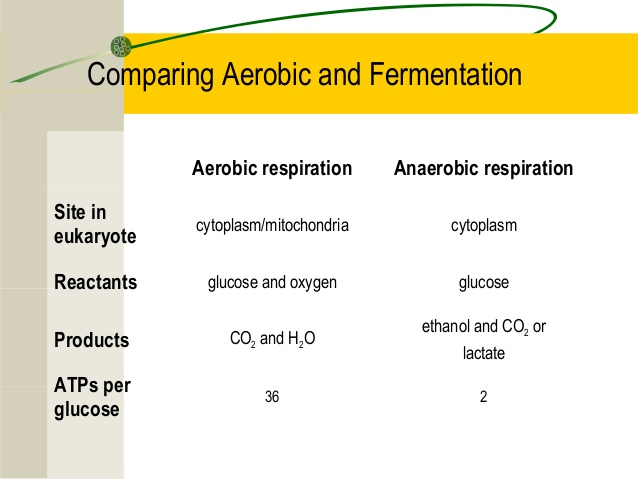 Comparing Aerobic and Fermentation
Aerobic respiration Anaerobic respiration
Site in
eukaryote cytoplasm/mitochondria cytoplasm
Reactants glucose and oxygen glucose
Products CO₂ and H₂O ethanol and CO₂ or
lactate
ATPs per
glucose 36 2